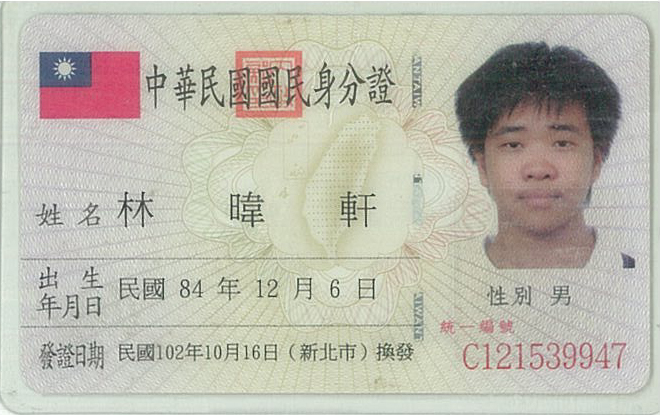 中華民國國民身分證
姓名 林暐軒
出生年月日 民國 84 年 12 月 6 日
性別 男
發證日期 民國102年10月16日（新北市）換發
統一編號
C121539947